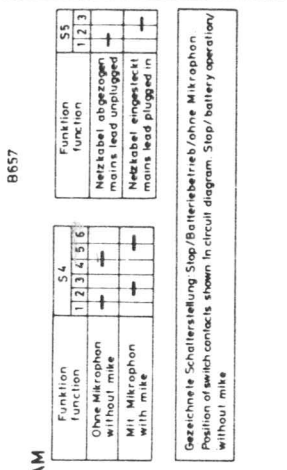 B657
AM
Funktion
function
S4
1 2 3 4 5 6
Ohne Mikrophon
without mike
Mit Mikrophon
with mike
Funktion
function
S5
1 2 3
Netzkabel abgezogen
mains lead unplugged
Netzkabel eingesteckt
mains lead plugged in
Gezeichnete Schalterstellung: Stop/Batteriebetrieb/ohne Mikrophon
Position of switch contacts shown in circuit diagram. Stop/battery operation/
without mike